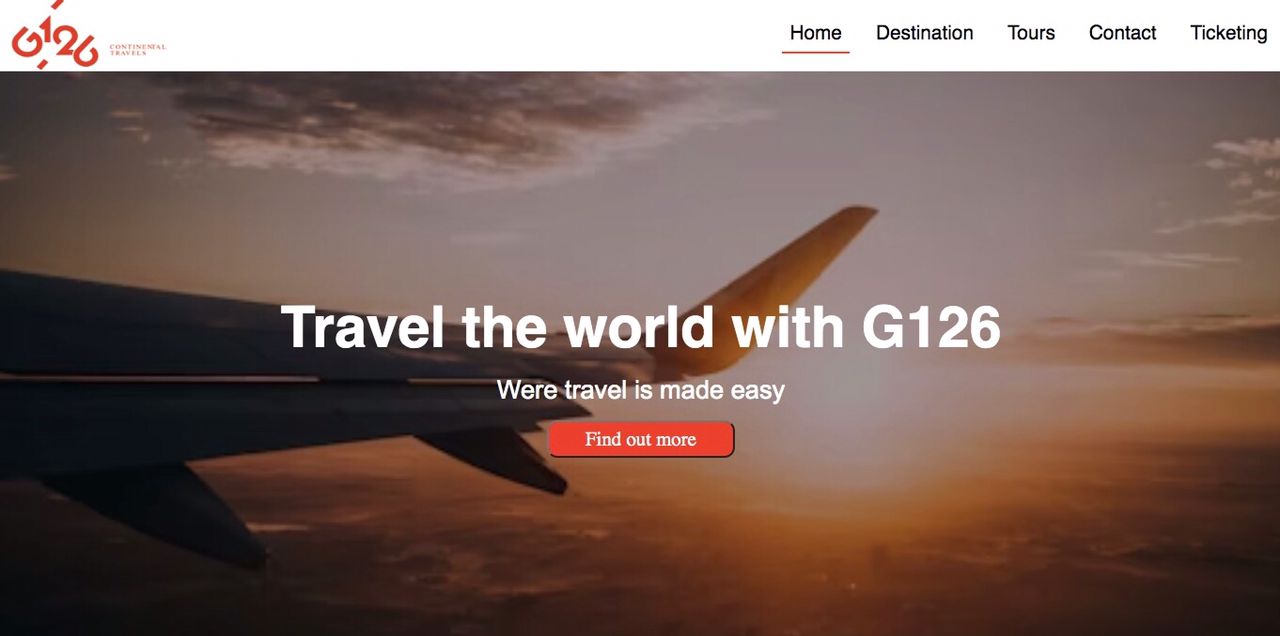 G126
CONTINENTAL
TRAVELS
Home Destination Tours Contact Ticketing
Travel the world with G126
Were travel is made easy
Find out more